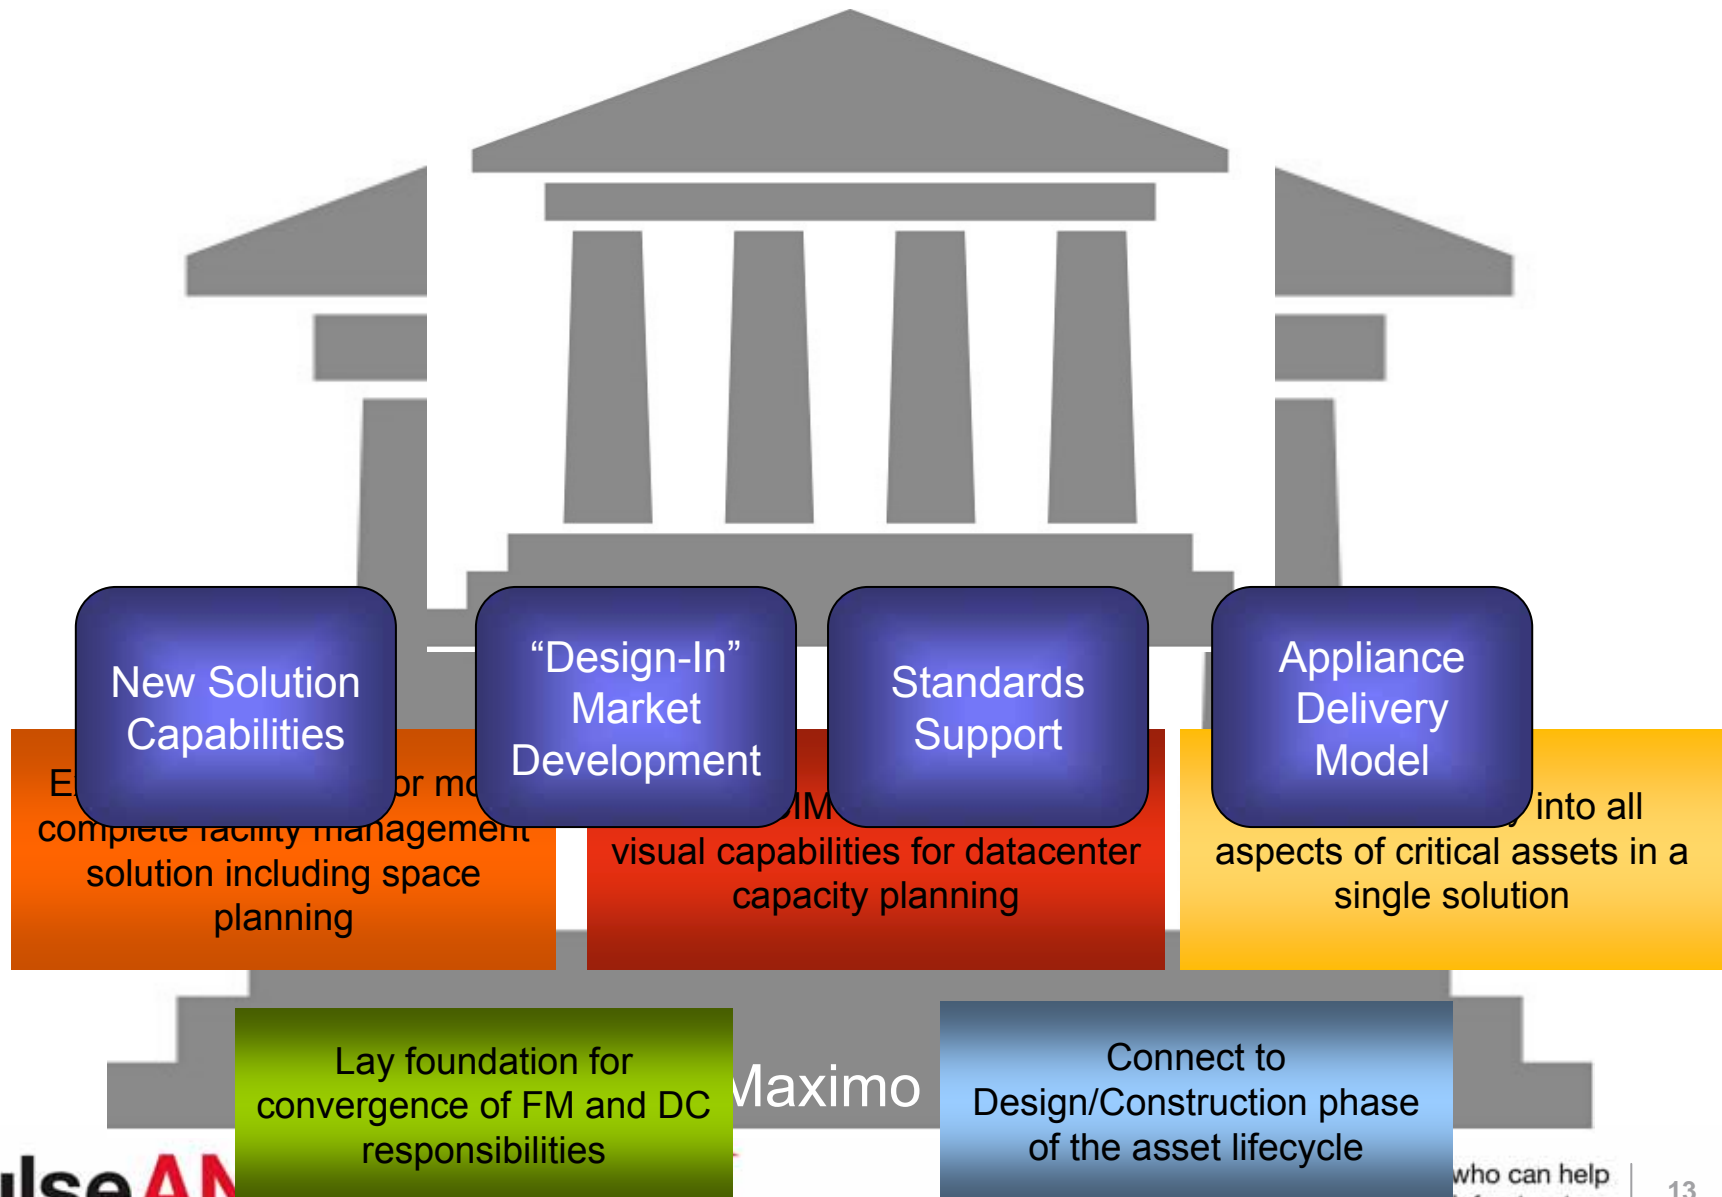 New Solution
Capabilities
“Design-In”
Market
Development
Standards
Support
Appliance
Delivery
Model
complete facility management
solution including space
planning
visual capabilities for datacenter
capacity planning
into all
aspects of critical assets in a
single solution
Lay foundation for
convergence of FM and DC
responsibilities
Maximo
Connect to
Design/Construction phase
of the asset lifecycle
who can help
13